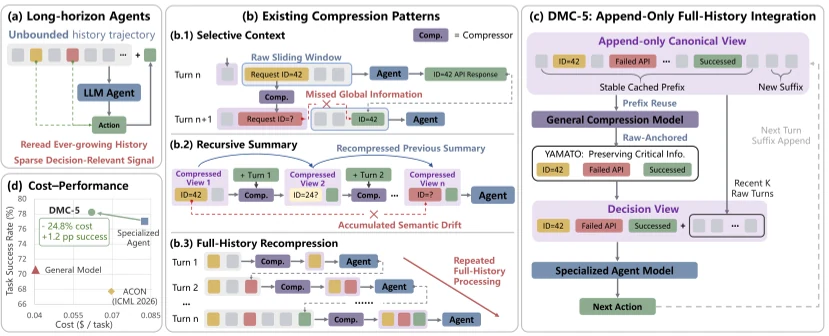 (a) Long-horizon Agents
Unbounded history trajectory
... +
LLM Agent
Action
Reread Ever-growing History
Sparse Decision-Relevant Signal
(d) Cost–Performance
Task Success Rate (%)
80
78
76
74
72
70
68
66
DMC-5
- 24.8% cost
+1.2 pp success
Specialized
Agent
General Model
ACON
(ICML 2026)
0.04 0.055 0.07 0.085
Cost ($ / task)
(b) Existing Compression Patterns
(b.1) Selective Context
Comp. = Compressor
Raw Sliding Window
Turn n
Request ID=42
Agent
ID=42 API Response
Comp.
Missed Global Information
Turn n+1
Request ID=?
ID=42
Agent
(b.2) Recursive Summary
Recompressed Previous Summary
Compressed
View 1
+ Turn 1
Compressed
View 2
+ Turn 2
Compressed
View n
ID=42
Comp.
ID=24?
Comp.
...
ID=?
Agent
Accumulated Semantic Drift
(b.3) Full-History Recompression
Turn 1
Comp.
Agent
Repeated
Full-History
Processing
Turn 2
Comp.
Agent
...
......
Turn n
Comp.
Agent
(c) DMC-5: Append-Only Full-History Integration
Append-only Canonical View
ID=42
Failed API
...
Successed
Stable Cached Prefix
New Suffix
Prefix Reuse
General Compression Model
Raw-Anchored
YAMATO: Preserving Critical Info.
ID=42
Failed API
Successed
Next Turn
Suffix Append
Recent K
Raw Turns
Decision View
ID=42
Failed API
Successed
+
...
Specialized Agent Model
Next Action